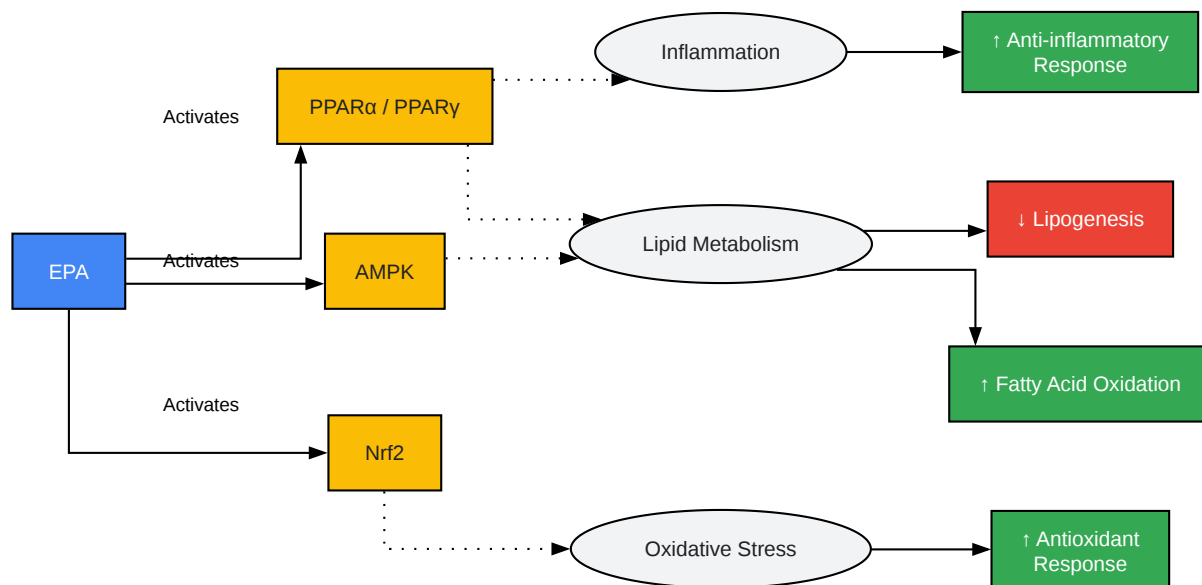 Inflammation
↑ Anti-inflammatory
Response
Activates
PPARα / PPARγ
EPA
Activates
AMPK
Lipid Metabolism
↓ Lipogenesis
↑ Fatty Acid Oxidation
Activates
Nrf2
Oxidative Stress
↑ Antioxidant
Response